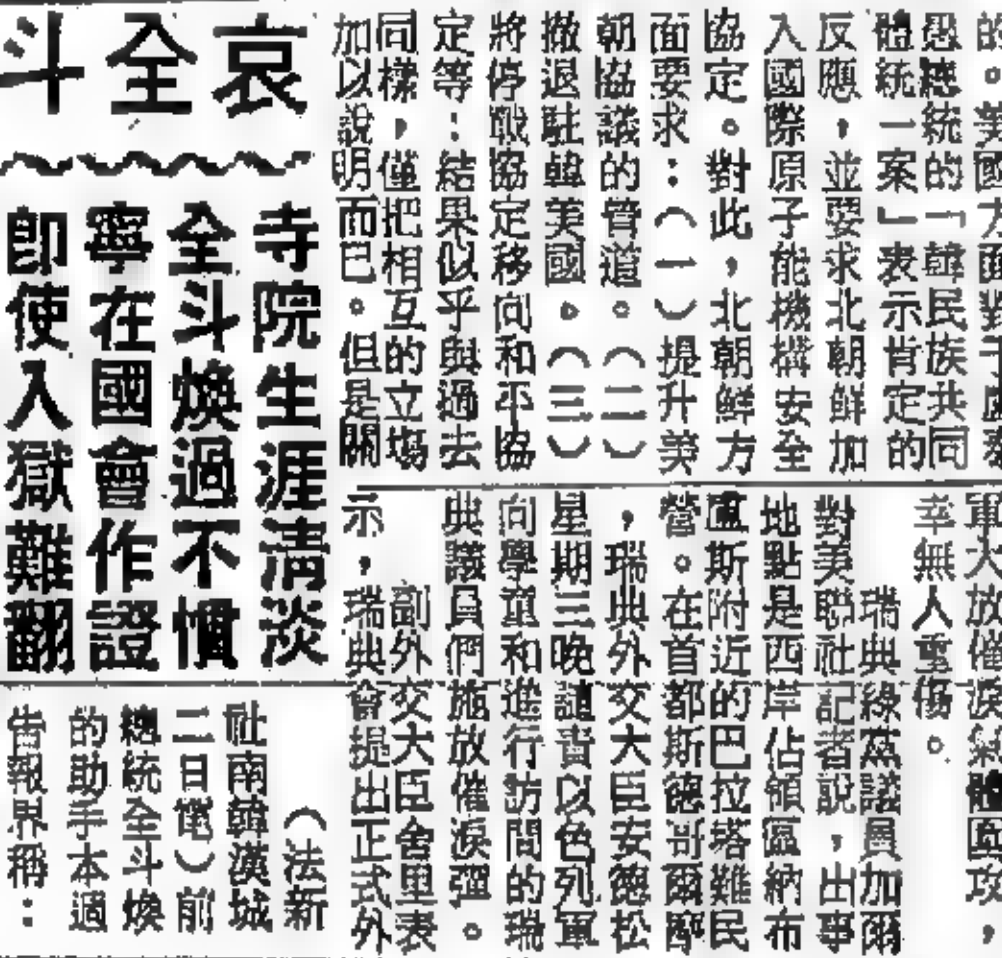 的。美國方面對于盧泰
愚總統的「韓民族共同
體統一案」表示肯定的
反應，並要求北朝鮮加
入國際原子能機構安全
協定。對此，北朝鮮方
面要求：（一）提升美
朝協議的管道。（二）
撤退駐韓美國。（三）
將停戰協定移向和平協
定等：結果似乎與過去
同樣，僅把相互的立場
加以說明而已。但是關
軍大放催淚氣體圍攻，
幸無人重傷。
瑞典綠黨議員加爾
對美聯社記者說，出事
地點是西岸佔領區納布
盧斯附近的巴拉塔難民
營。在首都斯德哥爾摩
，瑞典外交大臣安德松
星期三晚譴責以色列軍
向學童和進行訪問的瑞
典議員們施放催淚彈。
副外交大臣舍里表
示，瑞典會提出正式外
哀全斗
寺院生涯清淡
全斗煥過不慣
寧在國會作證
即使入獄難翻
（法新
社南韓漢城
二日電）前
總統全斗煥
的助手本週
告報界稱：